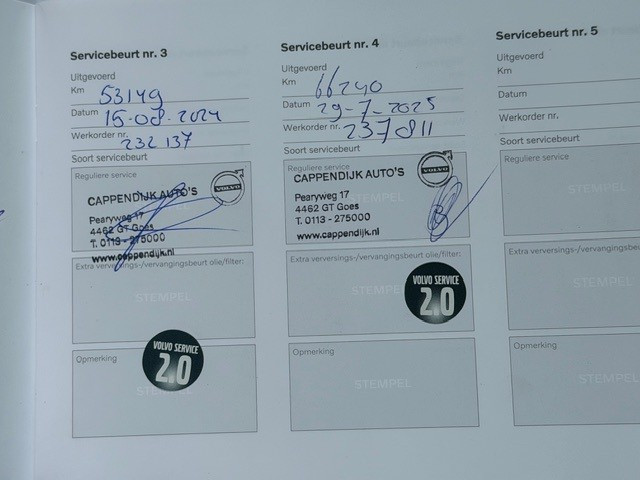 Servicebeurt nr. 3
Uitgevoerd
Km 53149
Datum 15-08-2024
Werkorder nr. 232137
Soort servicebeurt
Reguliere service
CAPPENDIJK AUTO'S
VOLVO
Pearyweg 17
4462 GT Goes
T. 0113 - 275000
www.cappendijk.nl
Extra verversings-/vervangingsbeurt olie/filter:
STEMPEL
Opmerking
VOLVO SERVICE
2.0
Servicebeurt nr. 4
Uitgevoerd
Km 66240
Datum 29-7-2025
Werkorder nr. 237811
Soort servicebeurt
Reguliere service
CAPPENDIJK AUTO'S
VOLVO
STEMPEL
Pearyweg 17
4462 GT Goes
T. 0113 - 275000
www.cappendijk.nl
Extra verversings-/vervangingsbeurt olie/filter:
VOLVO SERVICE
2.0
Opmerking
STEMPEL
Servicebeurt nr. 5
Uitgevoerd
Km
Datum
Werkorder nr.
Soort servicebeurt
Reguliere service
STEMPEL
Extra verversings-/vervangingsbeurt
STEMPEL
Opmerking
STEMPEL